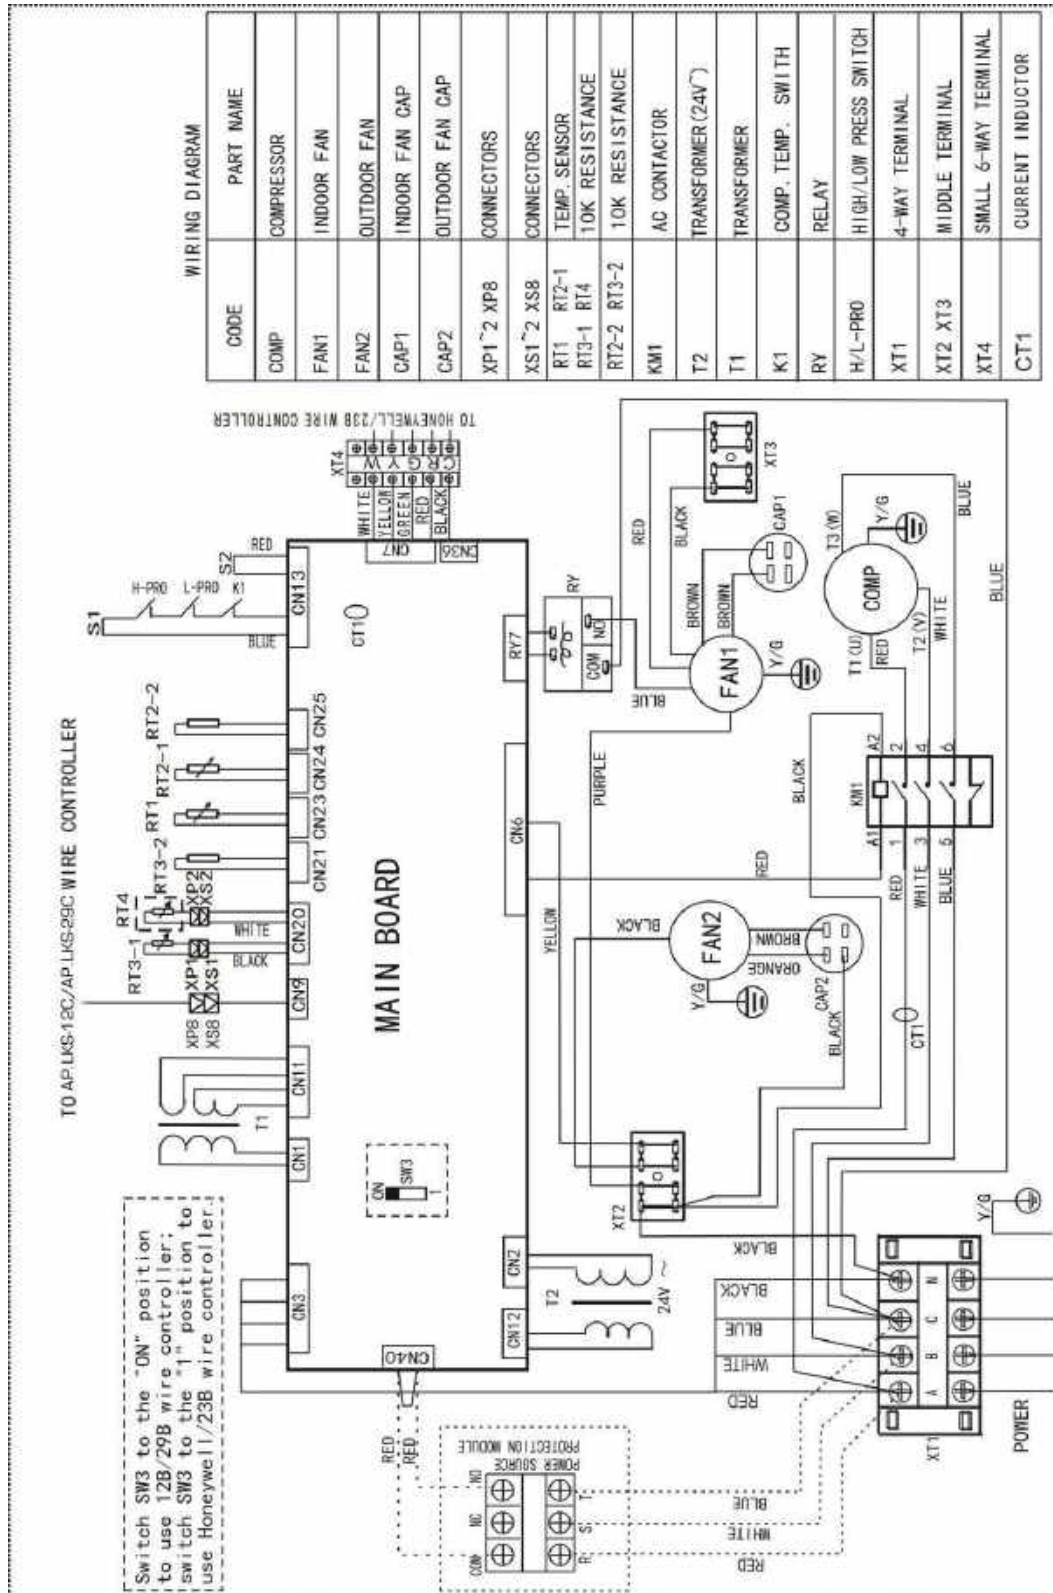 WIRING DIAGRAM
CODE PART NAME
COMP COMPRESSOR
FAN1 INDOOR FAN
FAN2 OUTDOOR FAN
CAP1 INDOOR FAN CAP
CAP2 OUTDOOR FAN CAP
XP1~2 XP8 CONNECTORS
XS1~2 XS8 CONNECTORS
RT1 RT2-1 TEMP. SENSOR
RT3-1 RT4 10K RESISTANCE
RT2-2 RT3-2 10K RESISTANCE
KM1 AC CONTACTOR
T2 TRANSFORMER(24V~)
T1 TRANSFORMER
K1 COMP. TEMP. SWITH
RY RELAY
H/L-PRO HIGH/LOW PRESS SWITCH
XT1 4-WAY TERMINAL
XT2 XT3 MIDDLE TERMINAL
XT4 SMALL 6-WAY TERMINAL
CT1 CURRENT INDUCTOR
TO AP.LKS-12C/AP.LKS-29C WIRE CONTROLLER
Switch SW3 to the "ON" position
to use 12B/29B wire controller;
switch SW3 to the "1" position to
use Honeywell/23B wire controller.
T1
XP8
XS8
RT3-1
XP1
XS1
RT4
XP2
XS2
WHITE
BLACK
RT3-2
RT1
RT2-1
RT2-2
S1
H-PRO
L-PRO
K1
S2
RED
BLUE
CN3
CN1
CN11
CN9
CN20
CN21
CN23
CN24
CN25
CN13
MAIN BOARD
ON
SW3
1
CT1
CN40
CN12
CN2
CN6
RY7
CN7
CN36
WHITE
YELLOW
GREEN
RED
BLACK
XT4
W
Y
G
R
C
TO HONEYWELL/23B WIRE CONTROLLER
RED
RED
COM
NC
NO
POWER SOURCE
PROTECTION MODULE
R
S
T
RED
WHITE
BLUE
T2
24V ~
YELLOW
RED
PURPLE
RY
COM
NO
BLUE
RED
BLACK
BROWN
BROWN
FAN1
CAP1
Y/G
XT3
XT2
BLACK
FAN2
BROWN
ORANGE
Y/G
CAP2
BLACK
BLACK
KM1
A1
A2
1
2
3
4
5
6
RED
WHITE
BLUE
CT1
T1(U)
RED
T2(V)
WHITE
T3(W)
COMP
Y/G
BLUE
BLUE
BLACK
BLACK
BLUE
WHITE
RED
XT1
A
B
C
N
Y/G
POWER